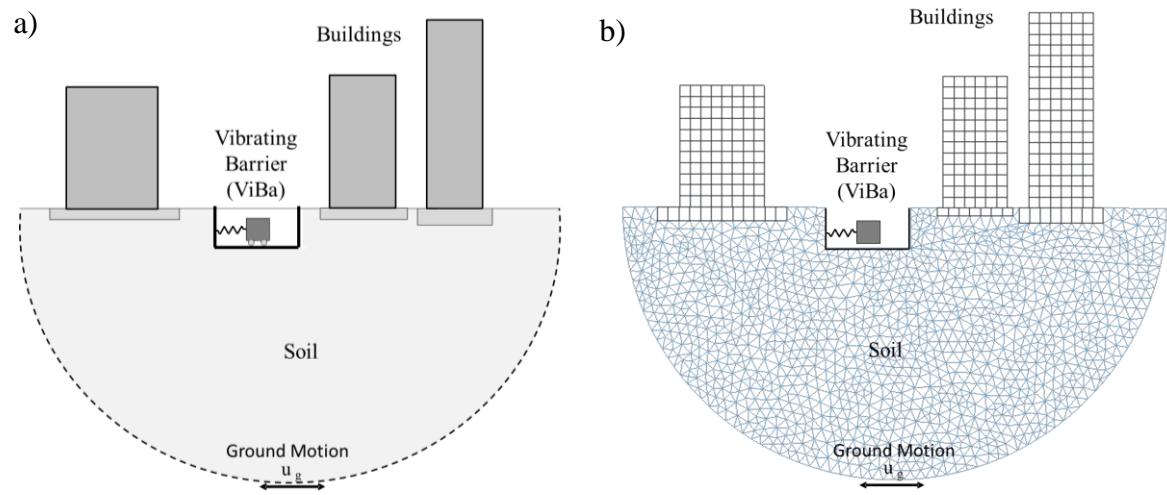 a)
Buildings
Vibrating
Barrier
(ViBa)
Soil
Ground Motion
u g
b)
Buildings
Vibrating
Barrier
(ViBa)
Soil
Ground Motion
u g